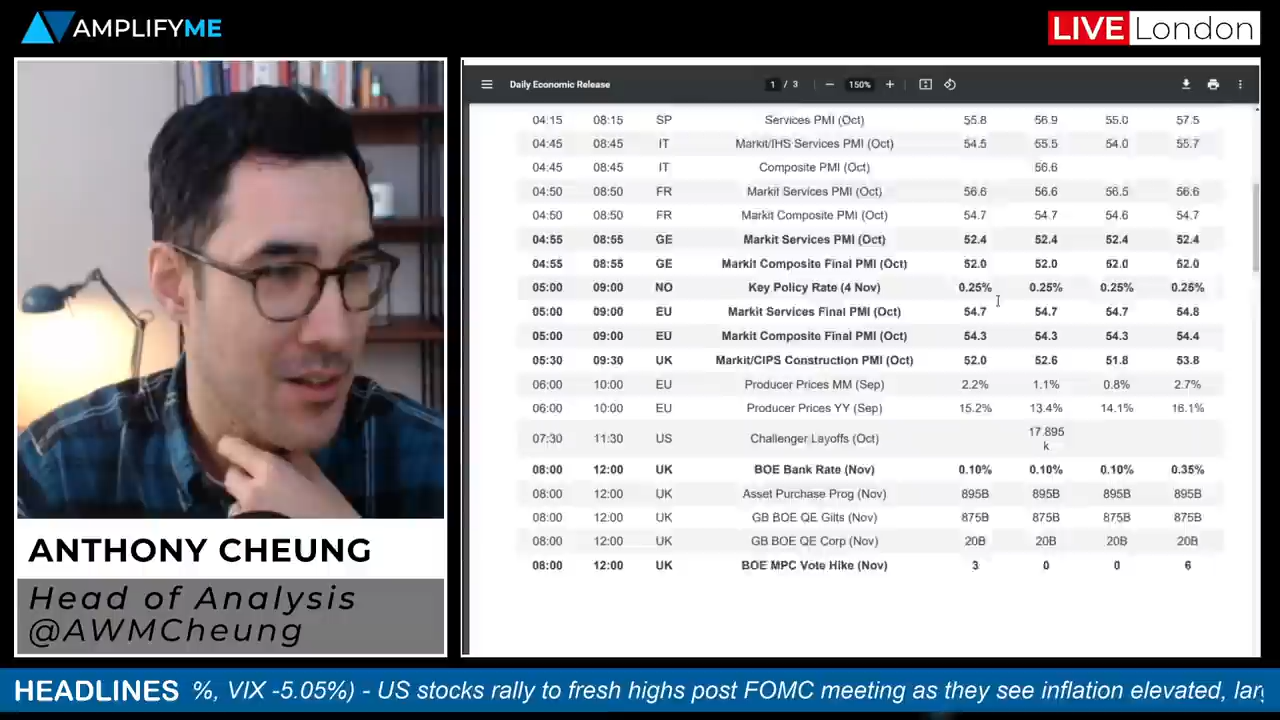 AMPLIFYME
LIVE London
Daily Economic Release
1 / 3
150%
04:15 08:15 SP Services PMI (Oct) 55.8 56.9 55.0 57.5
04:45 08:45 IT Markit/IHS Services PMI (Oct) 54.5 55.5 54.0 55.7
04:45 08:45 IT Composite PMI (Oct) 56.6
04:50 08:50 FR Markit Services PMI (Oct) 56.6 56.6 56.5 56.6
04:50 08:50 FR Markit Composite PMI (Oct) 54.7 54.7 54.6 54.7
04:55 08:55 GE Markit Services PMI (Oct) 52.4 52.4 52.4 52.4
04:55 08:55 GE Markit Composite Final PMI (Oct) 52.0 52.0 52.0 52.0
05:00 09:00 NO Key Policy Rate (4 Nov) 0.25% 0.25% 0.25% 0.25%
05:00 09:00 EU Markit Services Final PMI (Oct) 54.7 54.7 54.7 54.8
05:00 09:00 EU Markit Composite Final PMI (Oct) 54.3 54.3 54.3 54.4
05:30 09:30 UK Markit/CIPS Construction PMI (Oct) 52.0 52.6 51.8 53.8
06:00 10:00 EU Producer Prices MM (Sep) 2.2% 1.1% 0.8% 2.7%
06:00 10:00 EU Producer Prices YY (Sep) 15.2% 13.4% 14.1% 16.1%
07:30 11:30 US Challenger Layoffs (Oct) 17.895
k
08:00 12:00 UK BOE Bank Rate (Nov) 0.10% 0.10% 0.10% 0.35%
08:00 12:00 UK Asset Purchase Prog (Nov) 895B 895B 895B 895B
08:00 12:00 UK GB BOE QE Gilts (Nov) 875B 875B 875B 875B
08:00 12:00 UK GB BOE QE Corp (Nov) 20B 20B 20B 20B
08:00 12:00 UK BOE MPC Vote Hike (Nov) 3 0 0 6
ANTHONY CHEUNG
Head of Analysis
@AWMCheung
HEADLINES %, VIX -5.05%) - US stocks rally to fresh highs post FOMC meeting as they see inflation elevated, lar